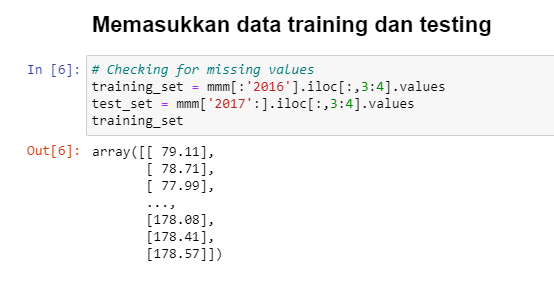 Memasukkan data training dan testing
In [6]: # Checking for missing values
training_set = mmm[:'2016'].iloc[:,3:4].values
test_set = mmm['2017':].iloc[:,3:4].values
training_set
Out[6]: array([[ 79.11],
[ 78.71],
[ 77.99],
...,
[178.08],
[178.41],
[178.57]])